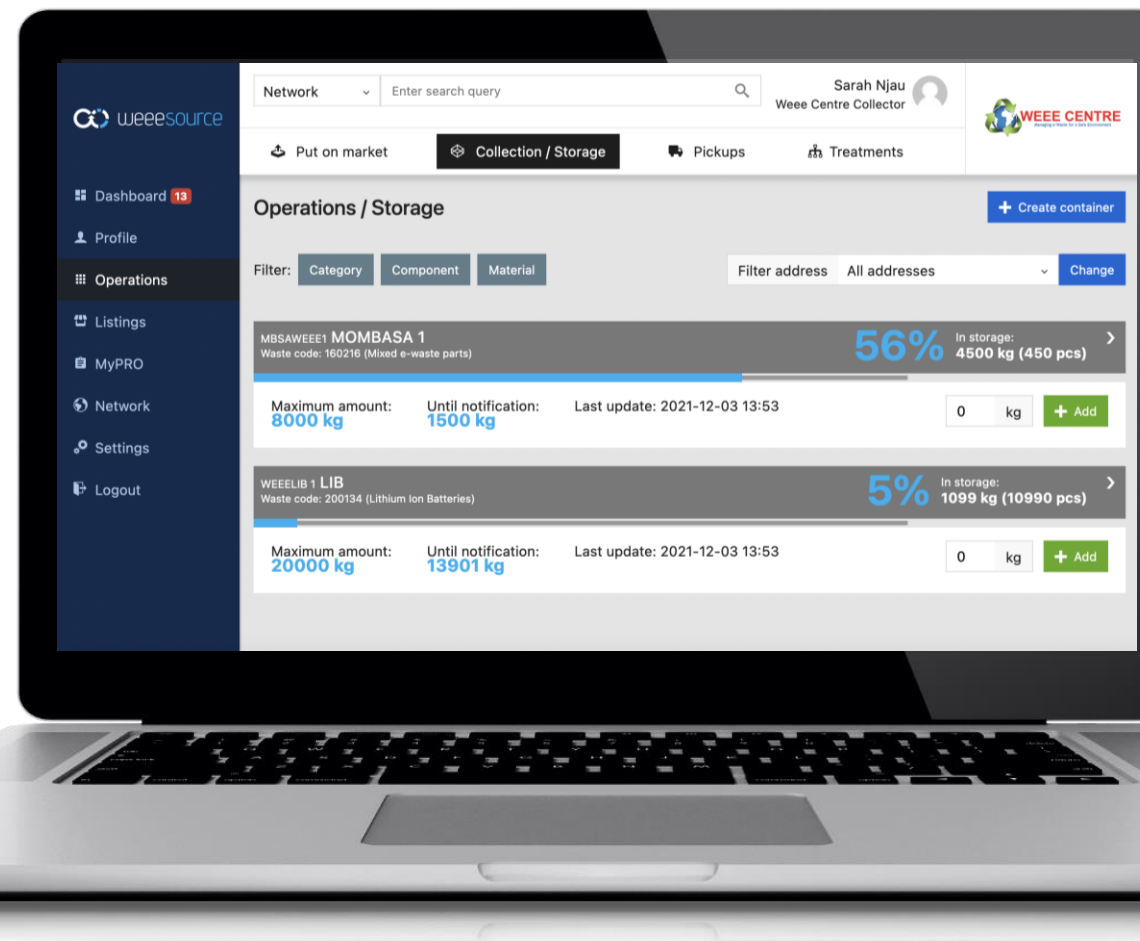 weeesource
Network
Enter search query
Sarah Njau
Weee Centre Collector
WEEE CENTRE
Put on market
Collection / Storage
Pickups
Treatments
Dashboard 13
Profile
Operations
Listings
MyPRO
Network
Settings
Logout
Operations / Storage
+ Create container
Filter: Category Component Material
Filter address All addresses Change
MBSAWEEE1 MOMBASA 1
Waste code: 160216 (Mixed e-waste parts)
56%
In storage:
4500 kg (450 pcs)
Maximum amount:
8000 kg
Until notification:
1500 kg
Last update: 2021-12-03 13:53
0 kg + Add
WEEELIB 1 LIB
Waste code: 200134 (Lithium Ion Batteries)
5%
In storage:
1099 kg (10990 pcs)
Maximum amount:
20000 kg
Until notification:
13901 kg
Last update: 2021-12-03 13:53
0 kg + Add